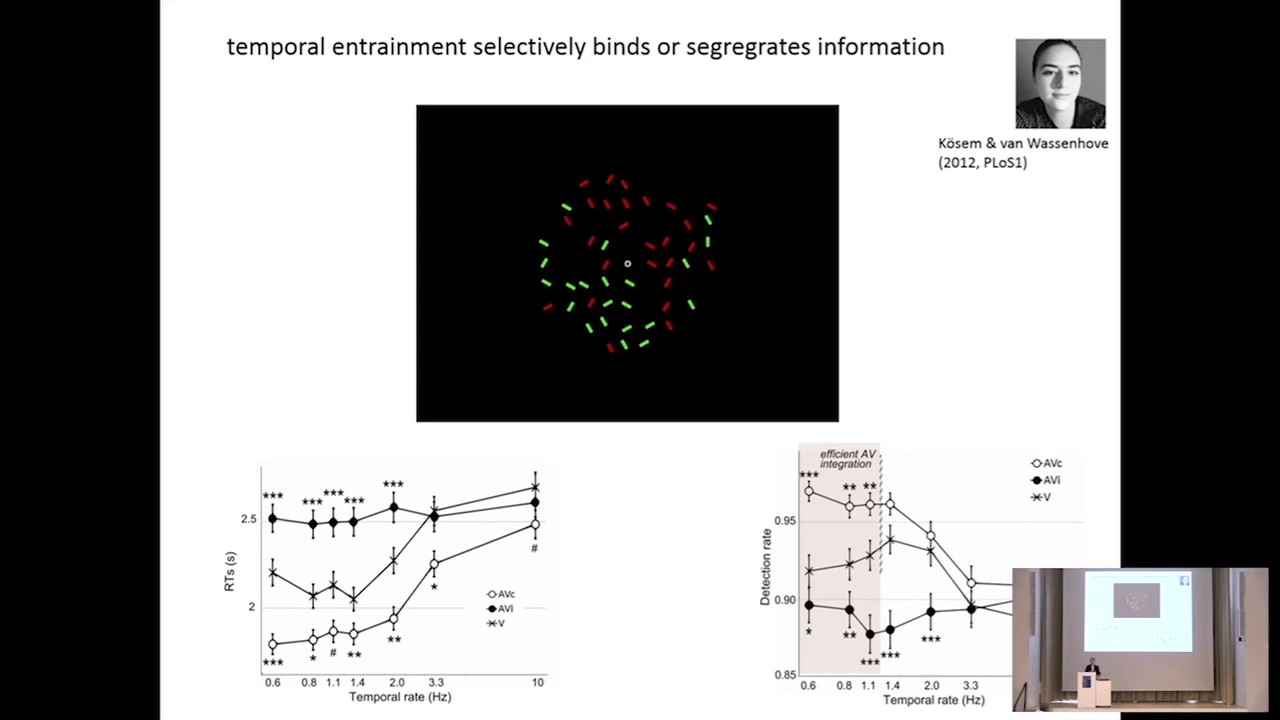 temporal entrainment selectively binds or segregrates information
Kösem & van Wassenhove
(2012, PLoS1)
RTs (s)
2.5
2
***
***
***
***
***
***
*
#
**
**
*
#
AVc
AVi
V
0.6 0.8 1.1 1.4 2.0 3.3 10
Temporal rate (Hz)
efficient AV
integration
Detection rate
0.95
0.90
0.85
***
**
**
*
**
***
***
***
AVc
AVi
V
0.6 0.8 1.1 1.4 2.0 3.3
Temporal rate (Hz)